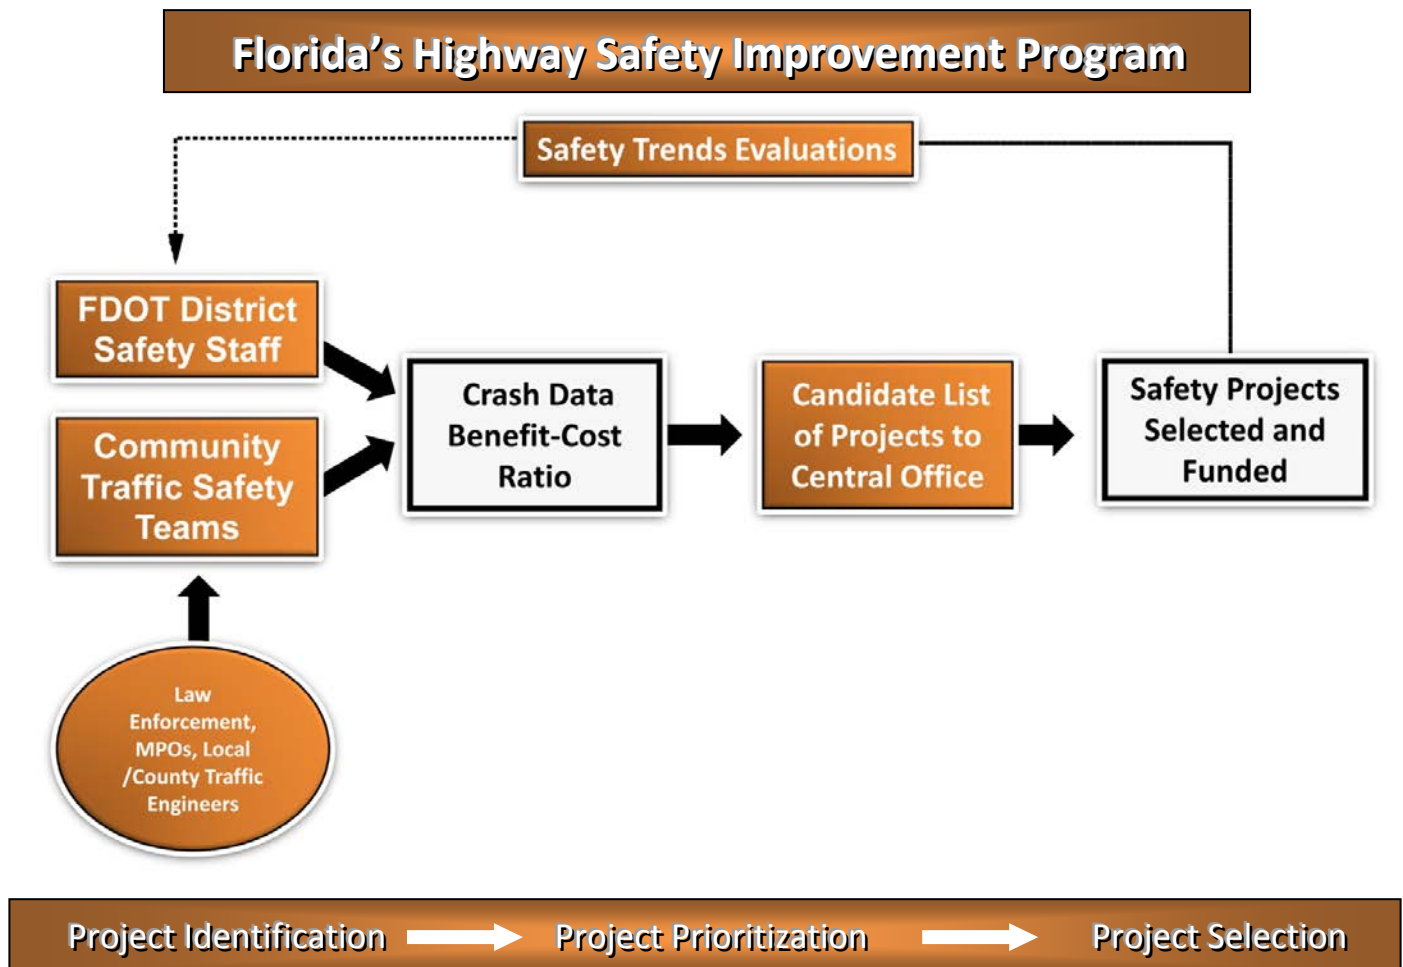 Florida’s Highway Safety Improvement Program
Safety Trends Evaluations
FDOT District
Safety Staff
Community
Traffic Safety
Teams
Law
Enforcement,
MPOs, Local
/County Traffic
Engineers
Crash Data
Benefit-Cost
Ratio
Candidate List
of Projects to
Central Office
Safety Projects
Selected and
Funded
Project Identification
Project Prioritization
Project Selection